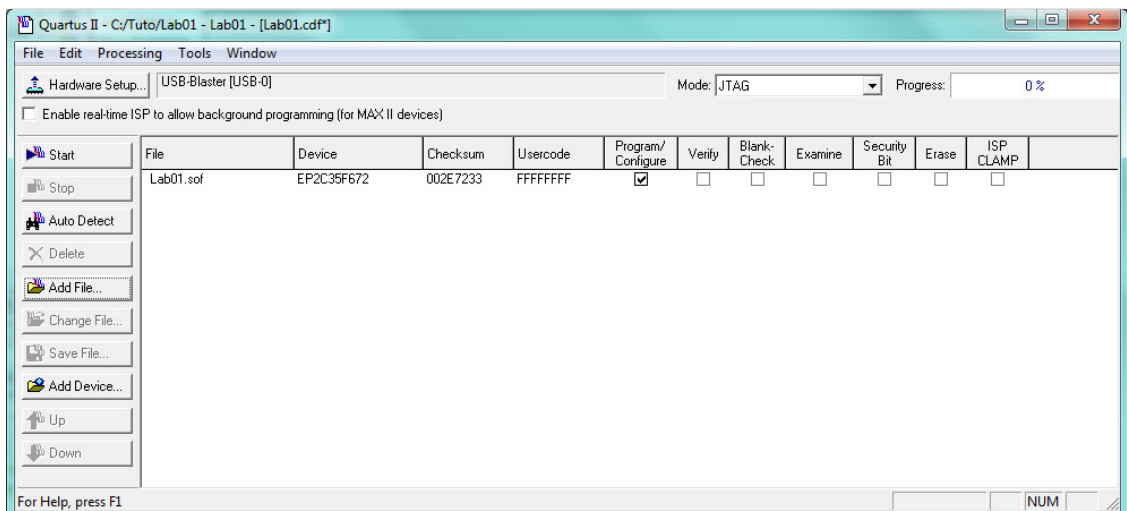 Quartus II - C:/Tuto/Lab01 - Lab01 - [Lab01.cdf*]
File Edit Processing Tools Window
Hardware Setup... USB-Blaster [USB-0] Mode: JTAG Progress: 0 %
Enable real-time ISP to allow background programming (for MAX II devices)
Start
Stop
Auto Detect
Delete
Add File...
Change File...
Save File...
Add Device...
Up
Down
File Device Checksum Usercode Program/ Configure Verify Blank- Check Examine Security Bit Erase ISP CLAMP
Lab01.sof EP2C35F672 002E7233 FFFFFFFF
For Help, press F1 NUM